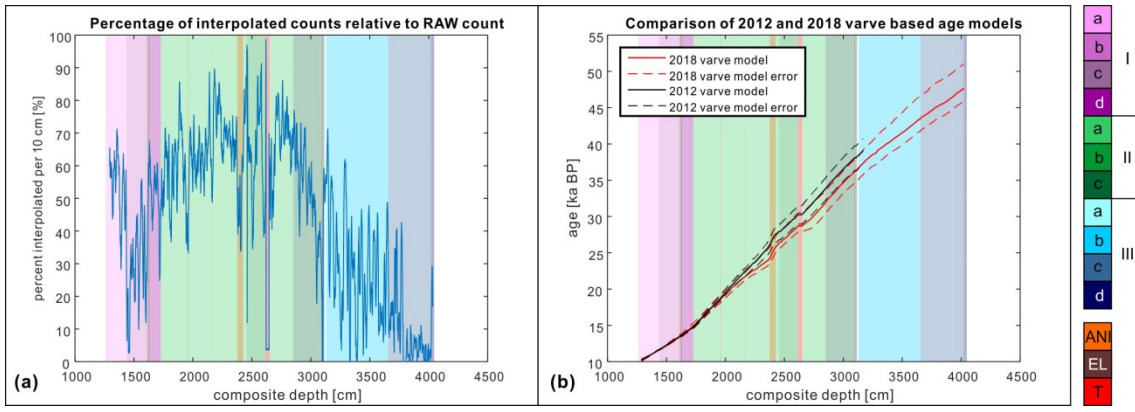 Percentage of interpolated counts relative to RAW count
percent interpolated per 10 cm [%]
100
90
80
70
60
50
40
30
20
10
0
1000 1500 2000 2500 3000 3500 4000 4500
composite depth [cm]
(a)
Comparison of 2012 and 2018 varve based age models
2018 varve model
2018 varve model error
2012 varve model
2012 varve model error
age [ka BP]
55
50
45
40
35
30
25
20
15
10
1000 1500 2000 2500 3000 3500 4000 4500
composite depth [cm]
(b)
a
b
c
d
I
a
b
c
II
a
b
c
d
III
ANI
EL
T